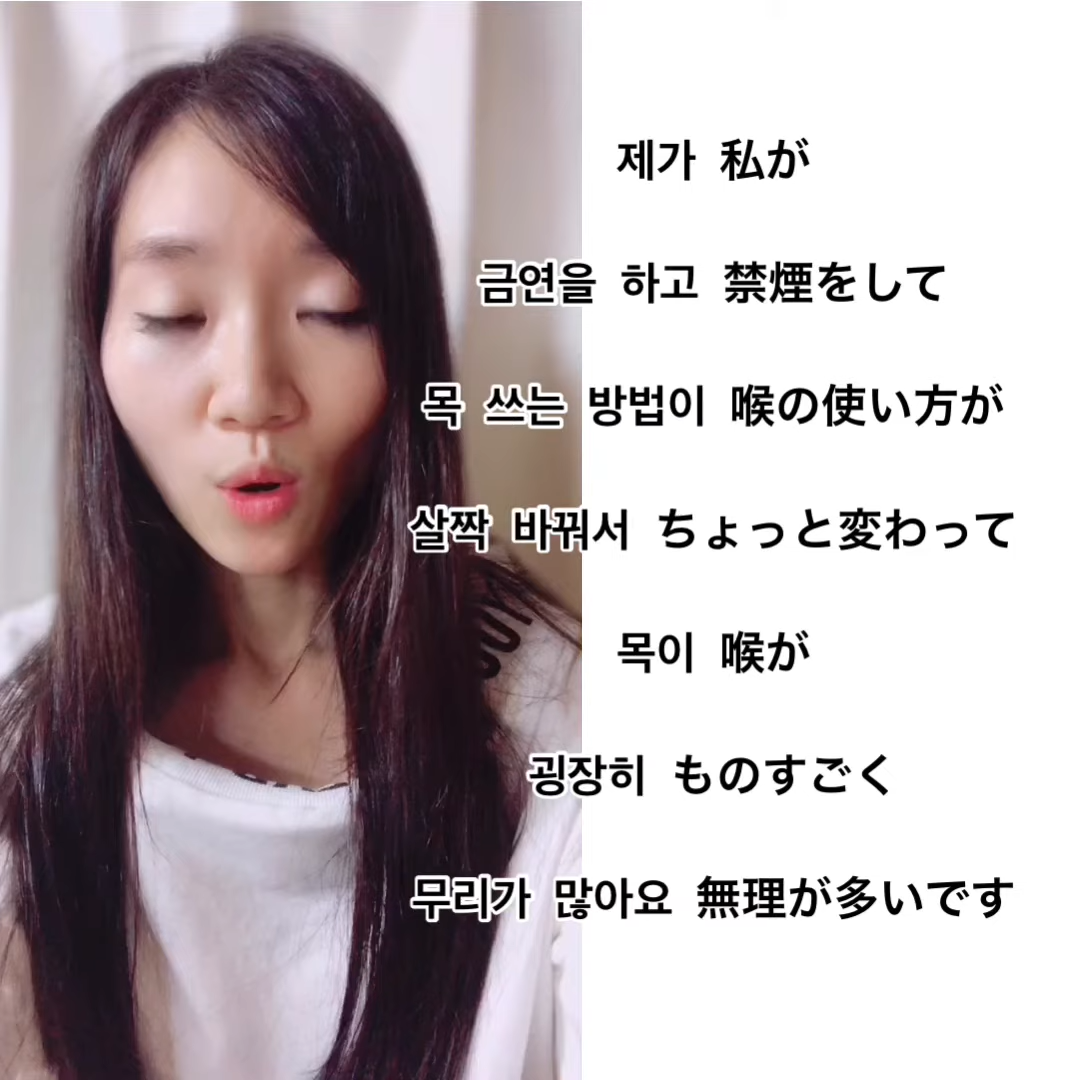 제가 私が
금연을 하고 禁煙をして
목 쓰는 방법이 喉の使い方が
살짝 바꿔서 ちょっと変わって
목이 喉が
굉장히 ものすごく
무리가 많아요 無理が多いです